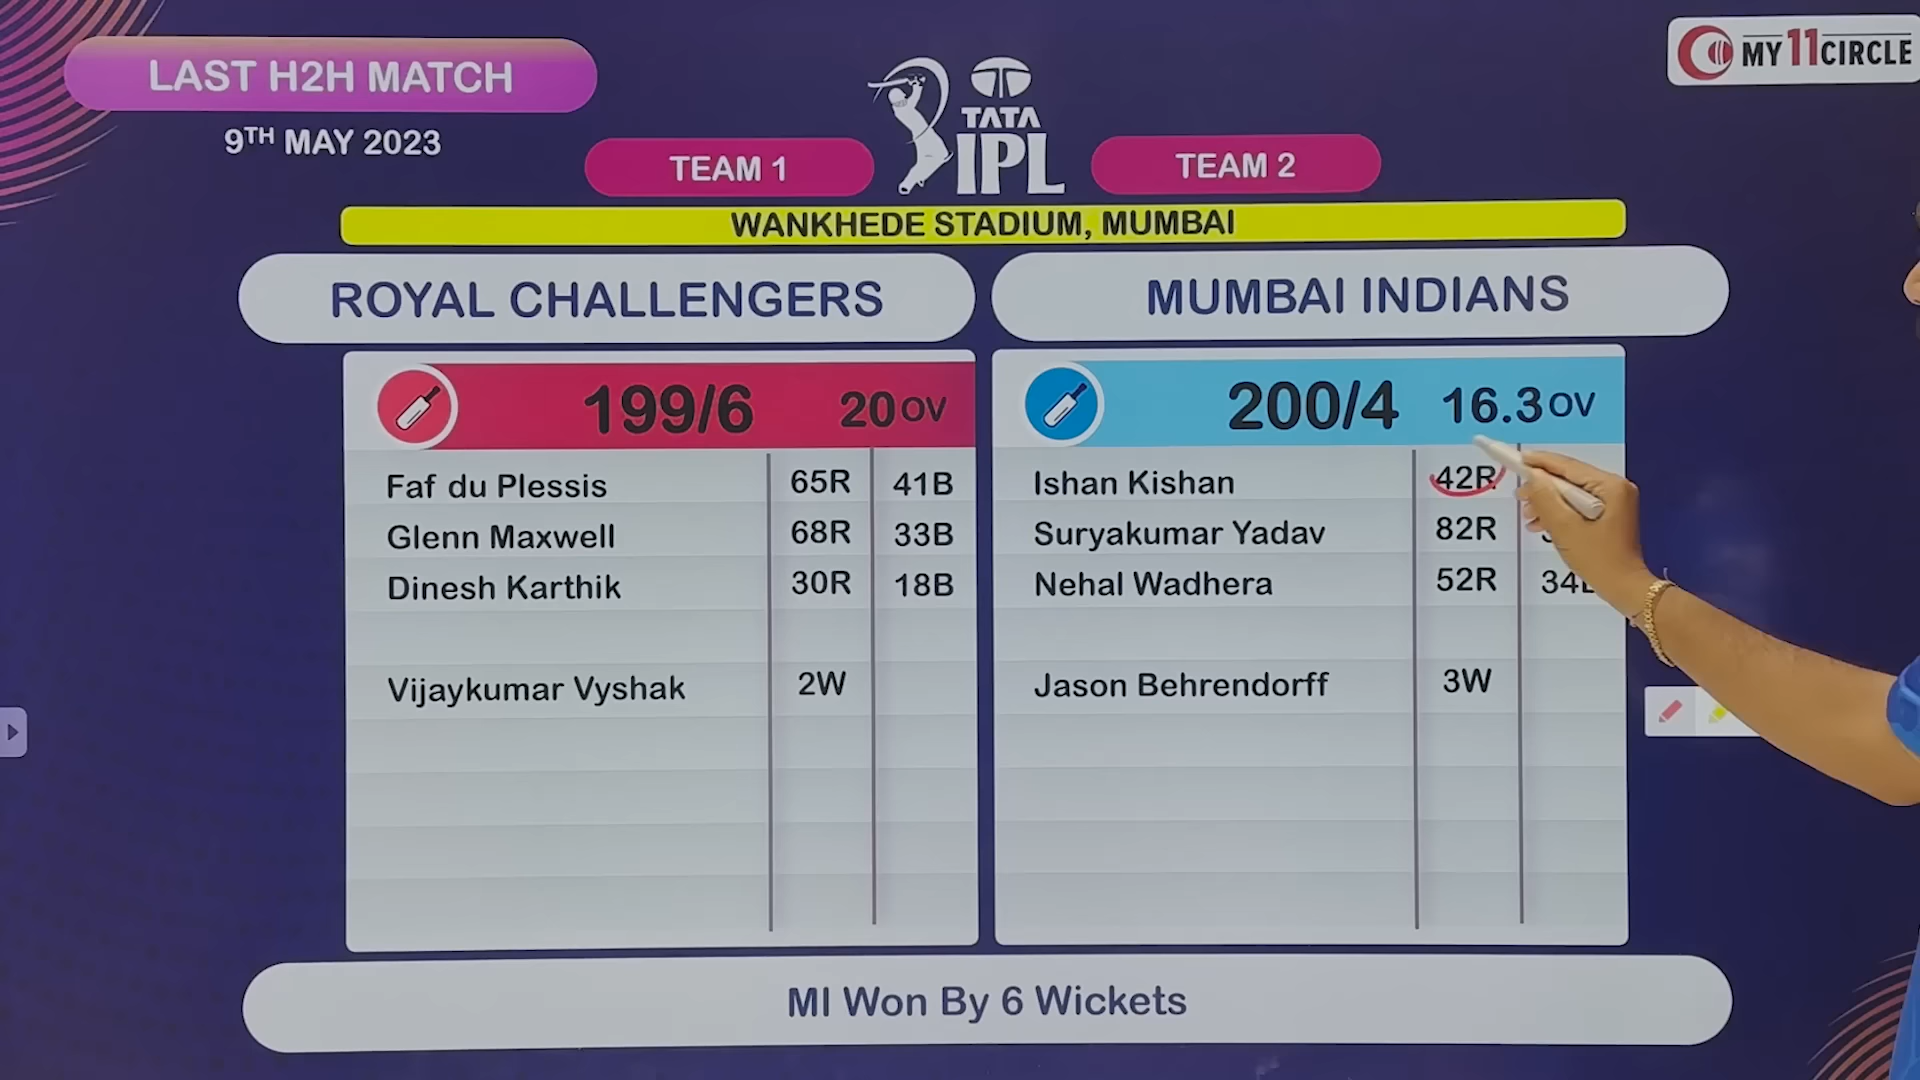 LAST H2H MATCH
9TH MAY 2023
MY11CIRCLE
TATA
IPL
TEAM 1
TEAM 2
WANKHEDE STADIUM, MUMBAI
ROYAL CHALLENGERS
MUMBAI INDIANS
199/6 20 OV
200/4 16.3 OV
Faf du Plessis 65R 41B
Glenn Maxwell 68R 33B
Dinesh Karthik 30R 18B
Vijaykumar Vyshak 2W
Ishan Kishan 42R
Suryakumar Yadav 82R
Nehal Wadhera 52R
Jason Behrendorff 3W
MI Won By 6 Wickets